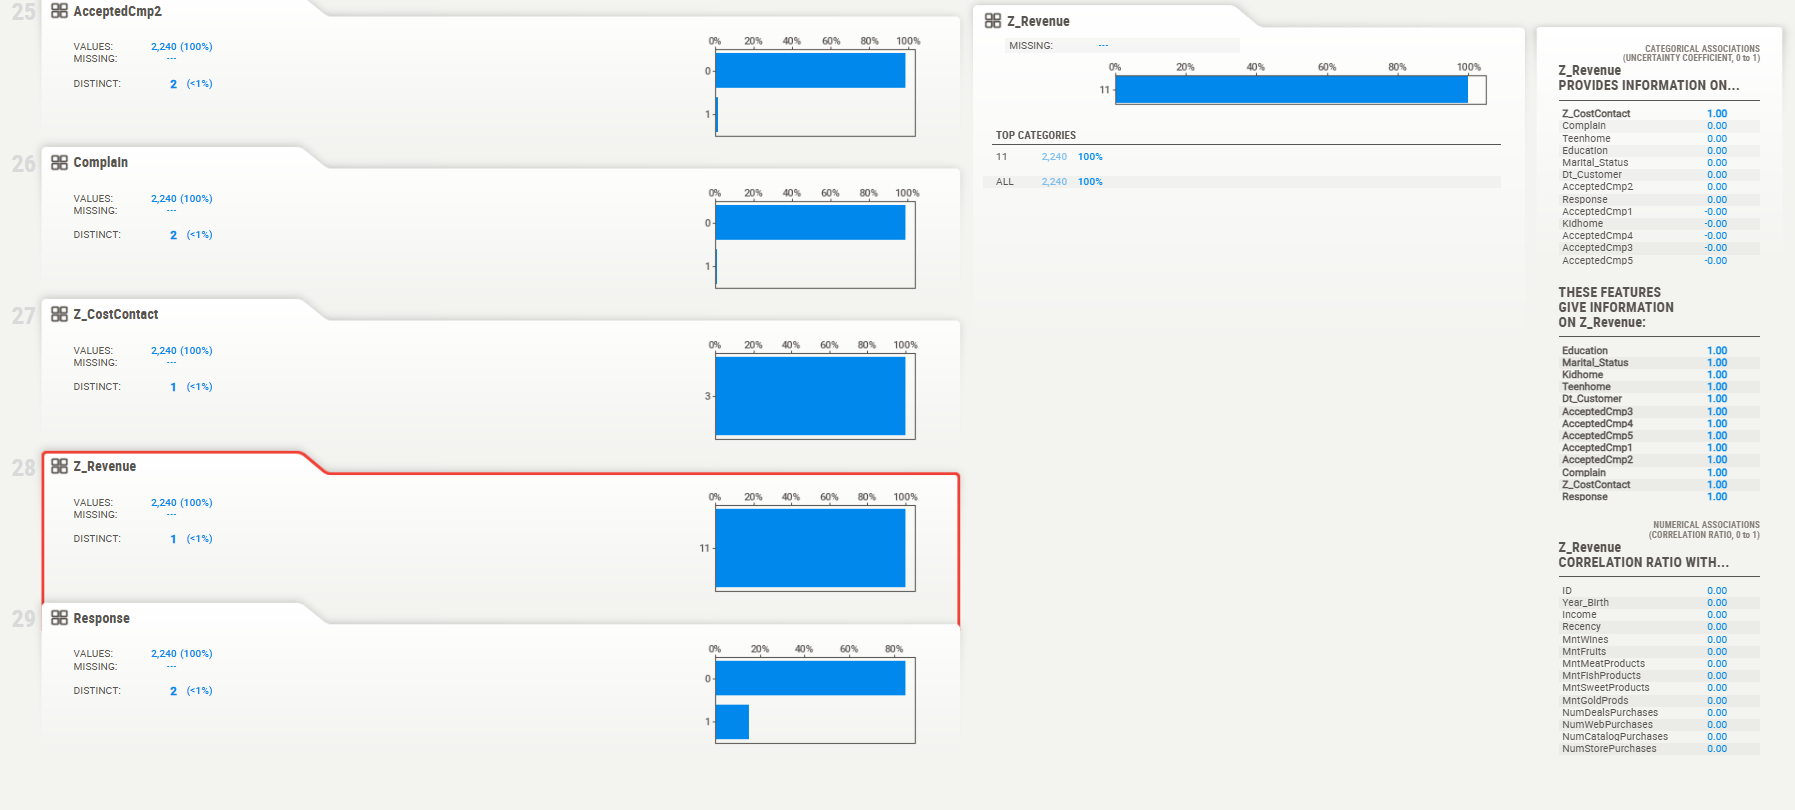 25
AcceptedCmp2
VALUES: 2,240 (100%)
MISSING: ---
DISTINCT: 2 (<1%)
0% 20% 40% 60% 80% 100%
0
1
26
Complain
VALUES: 2,240 (100%)
MISSING: ---
DISTINCT: 2 (<1%)
0% 20% 40% 60% 80% 100%
0
1
27
Z_CostContact
VALUES: 2,240 (100%)
MISSING: ---
DISTINCT: 1 (<1%)
0% 20% 40% 60% 80% 100%
3
28
Z_Revenue
VALUES: 2,240 (100%)
MISSING: ---
DISTINCT: 1 (<1%)
0% 20% 40% 60% 80% 100%
11
29
Response
VALUES: 2,240 (100%)
MISSING: ---
DISTINCT: 2 (<1%)
0% 20% 40% 60% 80%
0
1
Z_Revenue
MISSING: ---
0% 20% 40% 60% 80% 100%
11
TOP CATEGORIES
11 2,240 100%
ALL 2,240 100%
CATEGORICAL ASSOCIATIONS
(UNCERTAINTY COEFFICIENT, 0 to 1)
Z_Revenue
PROVIDES INFORMATION ON...
Z_CostContact 1.00
Complain 0.00
Teenhome 0.00
Education 0.00
Marital_Status 0.00
Dt_Customer 0.00
AcceptedCmp2 0.00
Response 0.00
AcceptedCmp1 -0.00
Kidhome -0.00
AcceptedCmp4 -0.00
AcceptedCmp3 -0.00
AcceptedCmp5 -0.00
THESE FEATURES
GIVE INFORMATION
ON Z_Revenue:
Education 1.00
Marital_Status 1.00
Kidhome 1.00
Teenhome 1.00
Dt_Customer 1.00
AcceptedCmp3 1.00
AcceptedCmp4 1.00
AcceptedCmp5 1.00
AcceptedCmp1 1.00
AcceptedCmp2 1.00
Complain 1.00
Z_CostContact 1.00
Response 1.00
NUMERICAL ASSOCIATIONS
(CORRELATION RATIO, 0 to 1)
Z_Revenue
CORRELATION RATIO WITH...
ID 0.00
Year_Birth 0.00
Income 0.00
Recency 0.00
MntWines 0.00
MntFruits 0.00
MntMeatProducts 0.00
MntFishProducts 0.00
MntSweetProducts 0.00
MntGoldProds 0.00
NumDealsPurchases 0.00
NumWebPurchases 0.00
NumCatalogPurchases 0.00
NumStorePurchases 0.00